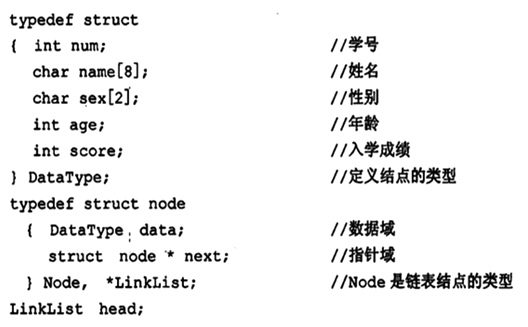 typedef struct
{ int num; //学号
char name[8]; //姓名
char sex[2]; //性别
int age; //年龄
int score; //入学成绩
} DataType; //定义结点的类型
typedef struct node
{ DataType data; //数据域
struct node * next; //指针域
} Node, *LinkList; //Node 是链表结点的类型
LinkList head;